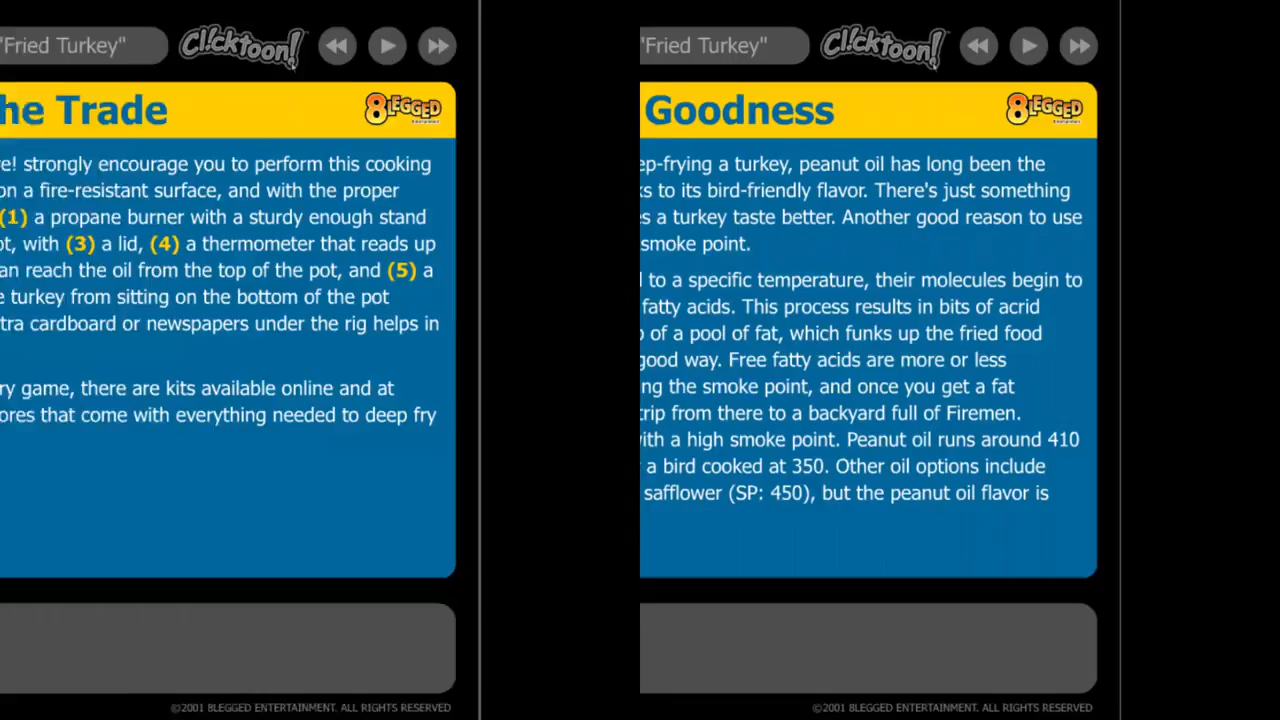 "Fried Turkey"
Cl!cktoon!
he Trade
8LEGGED
e! strongly encourage you to perform this cooking
on a fire-resistant surface, and with the proper
(1) a propane burner with a sturdy enough stand
ot, with (3) a lid, (4) a thermometer that reads up
an reach the oil from the top of the pot, and (5) a
e turkey from sitting on the bottom of the pot
tra cardboard or newspapers under the rig helps in
ry game, there are kits available online and at
ores that come with everything needed to deep fry
©2001 8LEGGED ENTERTAINMENT. ALL RIGHTS RESERVED
"Fried Turkey"
Cl!cktoon!
Goodness
8LEGGED
ep-frying a turkey, peanut oil has long been the
ks to its bird-friendly flavor. There's just something
s a turkey taste better. Another good reason to use
smoke point.
to a specific temperature, their molecules begin to
fatty acids. This process results in bits of acrid
of a pool of fat, which funks up the fried food
good way. Free fatty acids are more or less
ng the smoke point, and once you get a fat
trip from there to a backyard full of Firemen.
with a high smoke point. Peanut oil runs around 410
a bird cooked at 350. Other oil options include
safflower (SP: 450), but the peanut oil flavor is
©2001 8LEGGED ENTERTAINMENT. ALL RIGHTS RESERVED